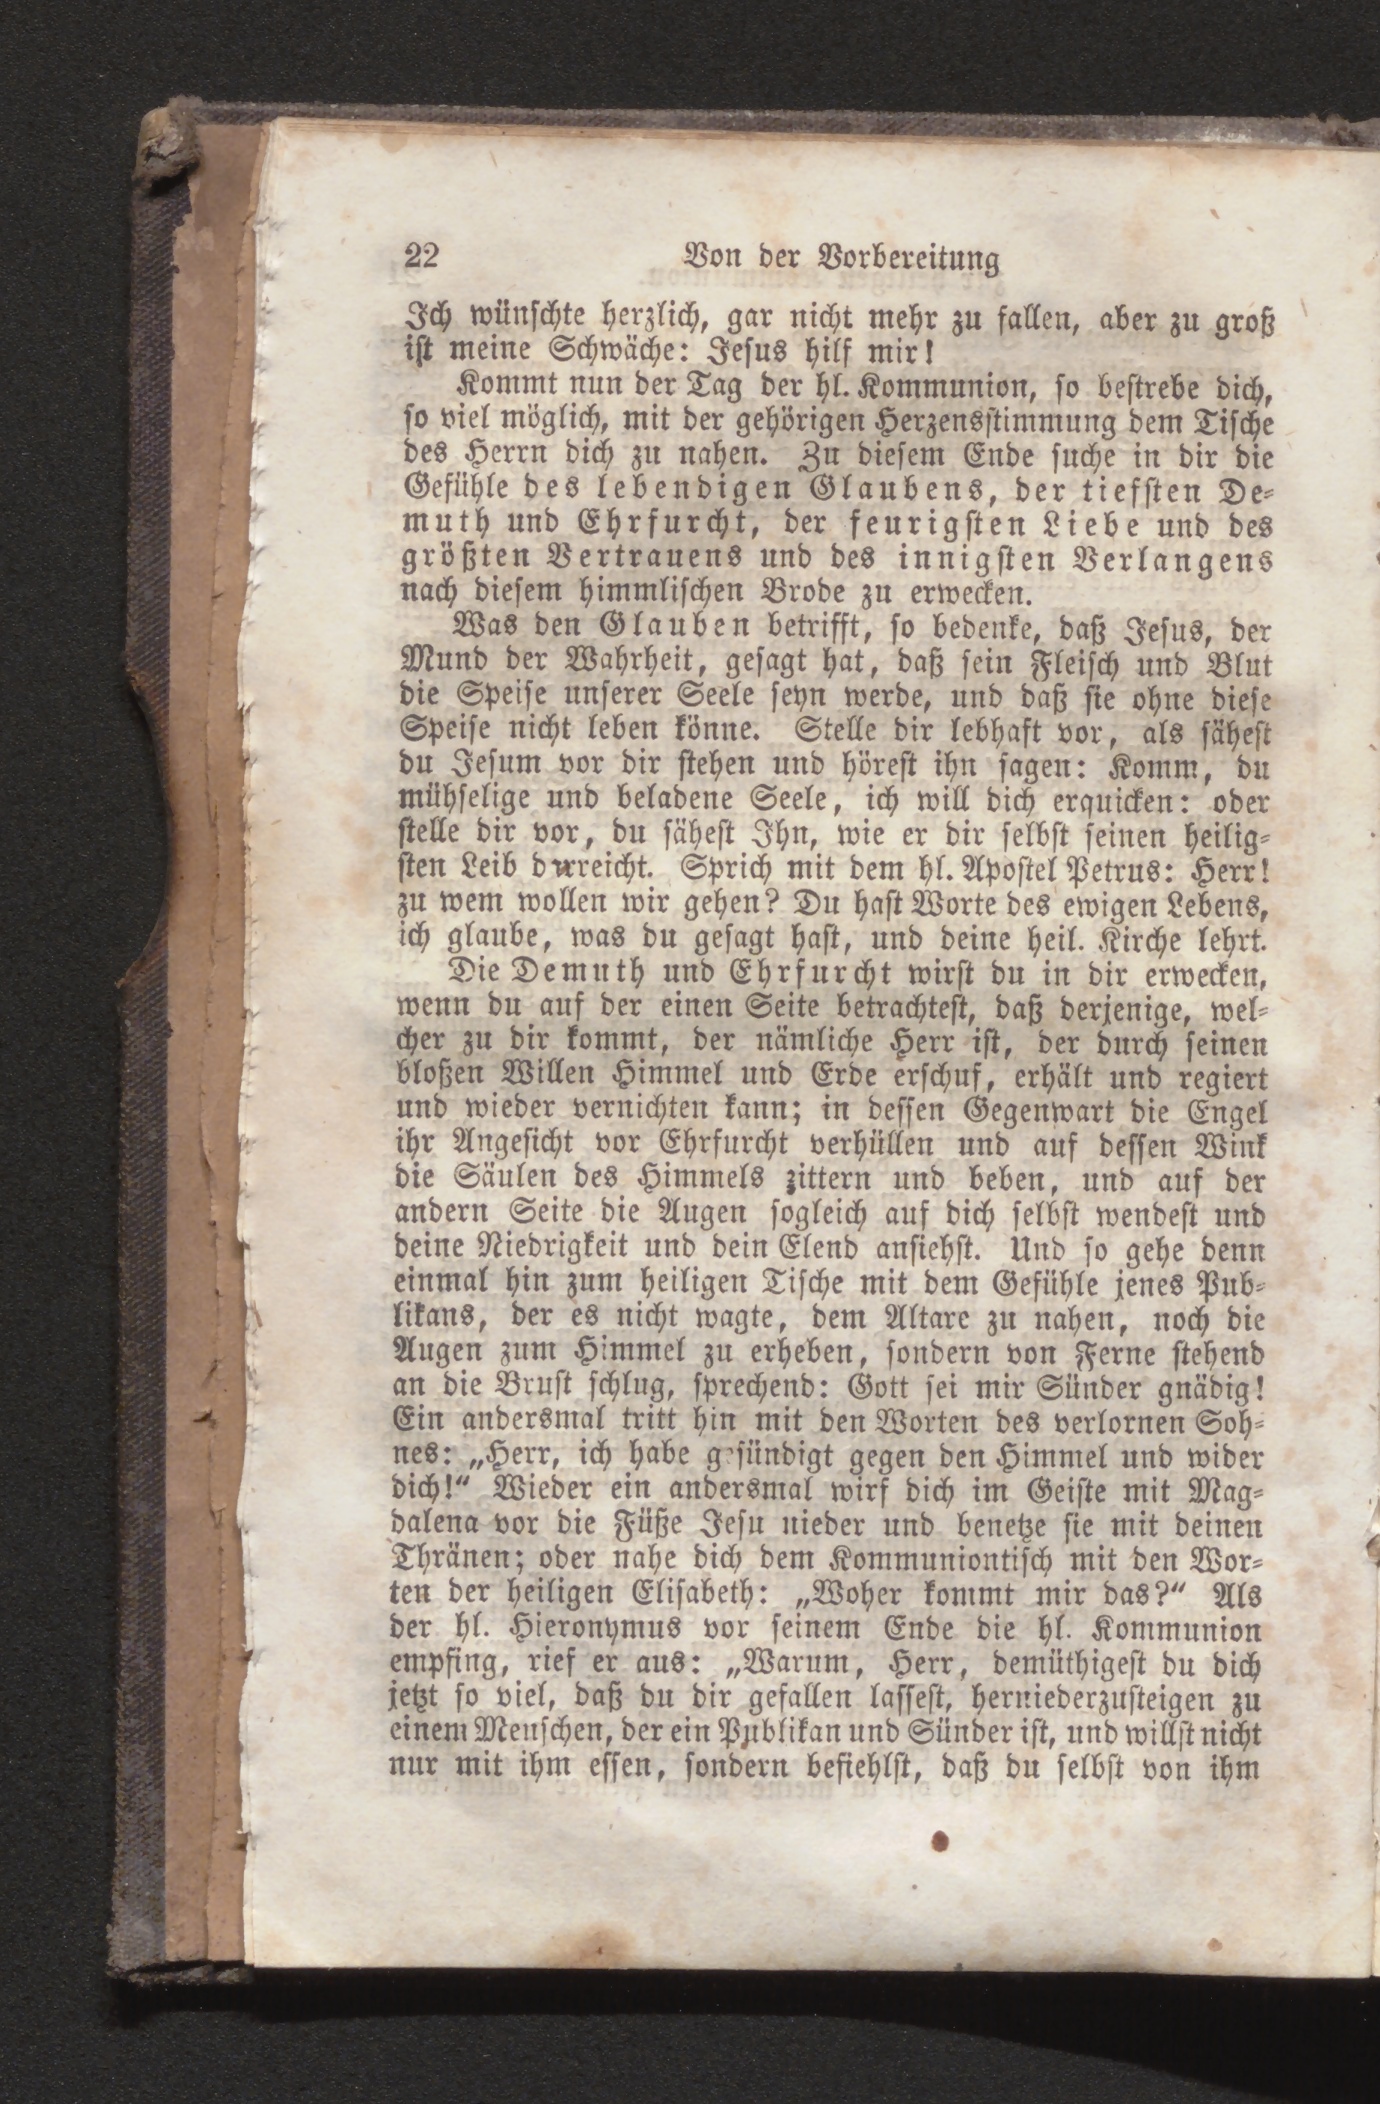 22 Von der Vorbereitung
Ich wünschte herzlich, gar nicht mehr zu fallen, aber zu groß
ist meine Schwäche: Jesus hilf mir!
Kommt nun der Tag der hl. Kommunion, so bestrebe dich,
so viel möglich, mit der gehörigen Herzensstimmung dem Tische
des Herrn dich zu nahen. Zu diesem Ende suche in dir die
Gefühle des lebendigen Glaubens, der tiefsten De-
muth und Ehrfurcht, der feurigsten Liebe und des
größten Vertrauens und des innigsten Verlangens
nach diesem himmlischen Brode zu erwecken.
Was den Glauben betrifft, so bedenke, daß Jesus, der
Mund der Wahrheit, gesagt hat, daß sein Fleisch und Blut
die Speise unserer Seele seyn werde, und daß sie ohne diese
Speise nicht leben könne. Stelle dir lebhaft vor, als sähest
du Jesum vor dir stehen und hörest ihn sagen: Komm, du
mühselige und beladene Seele, ich will dich erquicken: oder
stelle dir vor, du sähest Ihn, wie er dir selbst seinen heilig-
sten Leib darreicht. Sprich mit dem hl. Apostel Petrus: Herr!
zu wem wollen wir gehen? Du hast Worte des ewigen Lebens,
ich glaube, was du gesagt hast, und deine heil. Kirche lehrt.
Die Demuth und Ehrfurcht wirst du in dir erwecken,
wenn du auf der einen Seite betrachtest, daß derjenige, wel-
cher zu dir kommt, der nämliche Herr ist, der durch seinen
bloßen Willen Himmel und Erde erschuf, erhält und regiert
und wieder vernichten kann; in dessen Gegenwart die Engel
ihr Angesicht vor Ehrfurcht verhüllen und auf dessen Wink
die Säulen des Himmels zittern und beben, und auf der
andern Seite die Augen sogleich auf dich selbst wendest und
deine Niedrigkeit und dein Elend ansiehst. Und so gehe denn
einmal hin zum heiligen Tische mit dem Gefühle jenes Pub-
likans, der es nicht wagte, dem Altare zu nahen, noch die
Augen zum Himmel zu erheben, sondern von Ferne stehend
an die Brust schlug, sprechend: Gott sei mir Sünder gnädig!
Ein andersmal tritt hin mit den Worten des verlornen Soh-
nes: „Herr, ich habe gesündigt gegen den Himmel und wider
dich!“ Wieder ein andersmal wirf dich im Geiste mit Mag-
dalena vor die Füße Jesu nieder und benetze sie mit deinen
Thränen; oder nahe dich dem Kommuniontisch mit den Wor-
ten der heiligen Elisabeth: „Woher kommt mir das?“ Als
der hl. Hieronymus vor seinem Ende die hl. Kommunion
empfing, rief er aus: „Warum, Herr, demüthigest du dich
jetzt so viel, daß du dir gefallen lassest, herniederzusteigen zu
einem Menschen, der ein Publikan und Sünder ist, und willst nicht
nur mit ihm essen, sondern befiehlst, daß du selbst von ihm